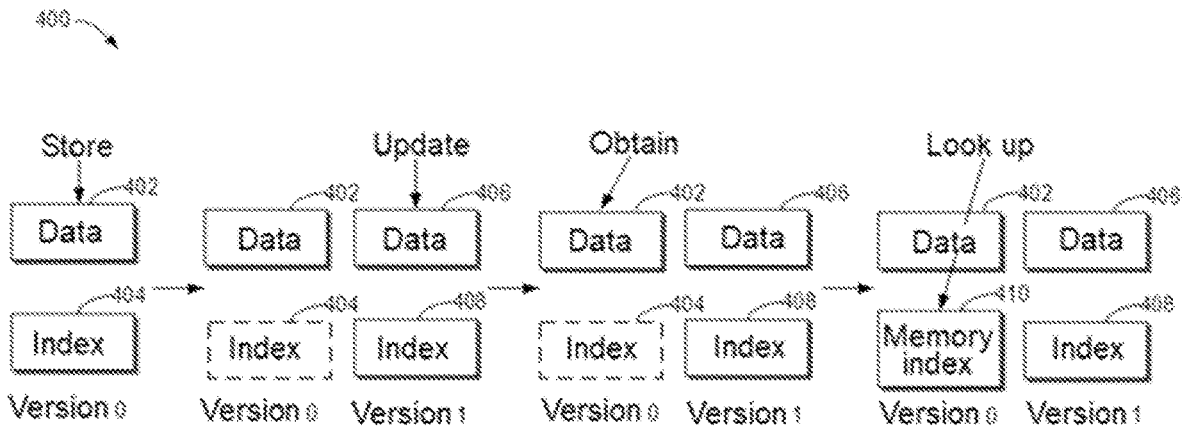 400
Store Update Obtain Look up
402 402 406 402 406 402 406
Data Data Data Data Data Data Data
404 404 408 404 408 410 408
Index Index Index Index Index Memory index Index
Version 0 Version 0 Version 1 Version 0 Version 1 Version 0 Version 1